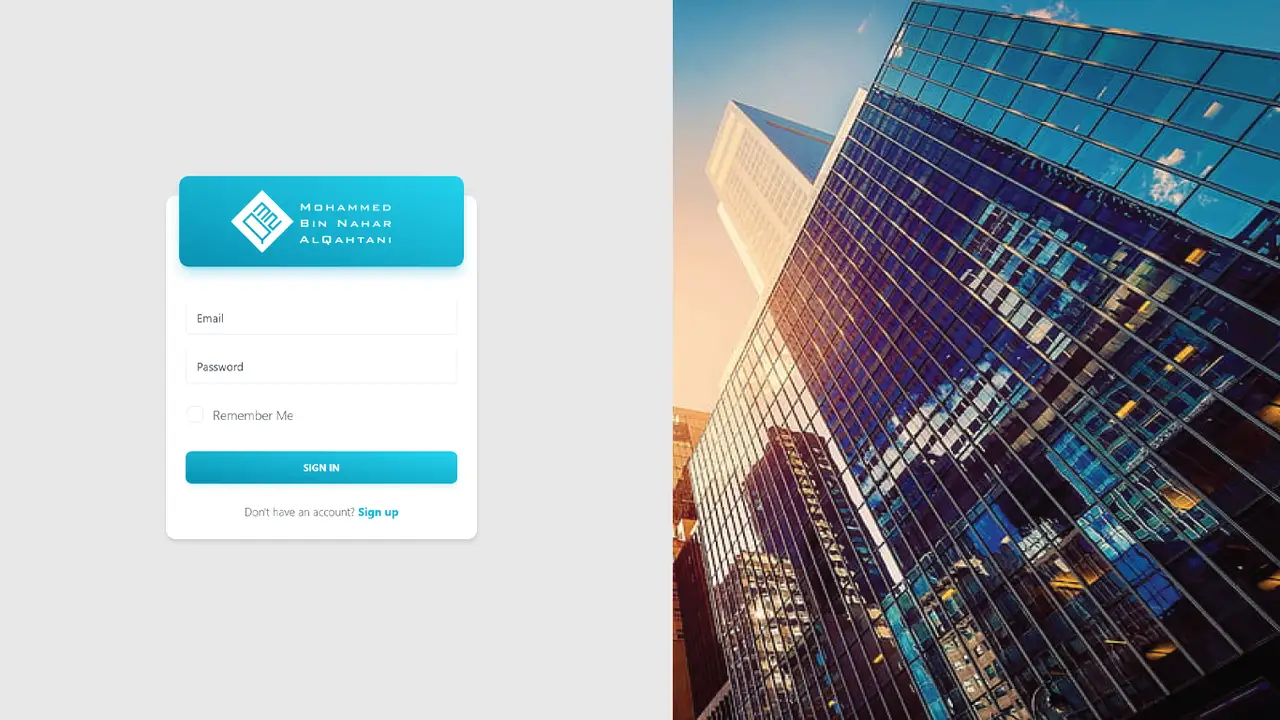 Mohammed
Bin Nahar
AlQahtani
Email
Password
Remember Me
SIGN IN
Don't have an account? Sign up